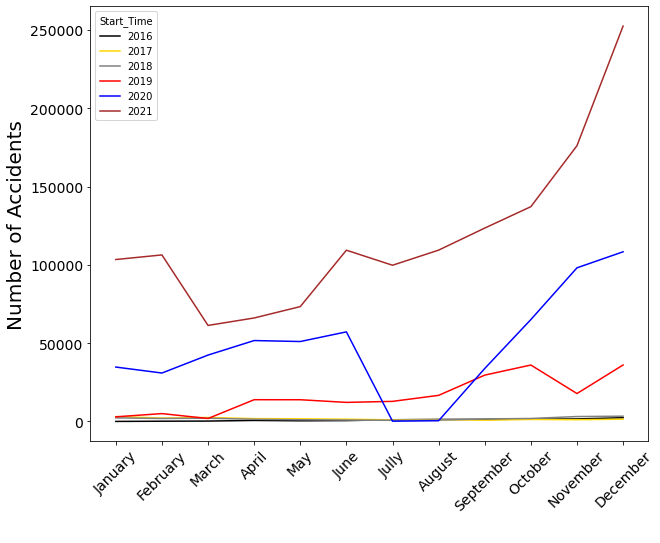 Start_Time
2016
2017
2018
2019
2020
2021
Number of Accidents
250000
200000
150000
100000
50000
0
January
February
March
April
May
June
Jully
August
September
October
November
December